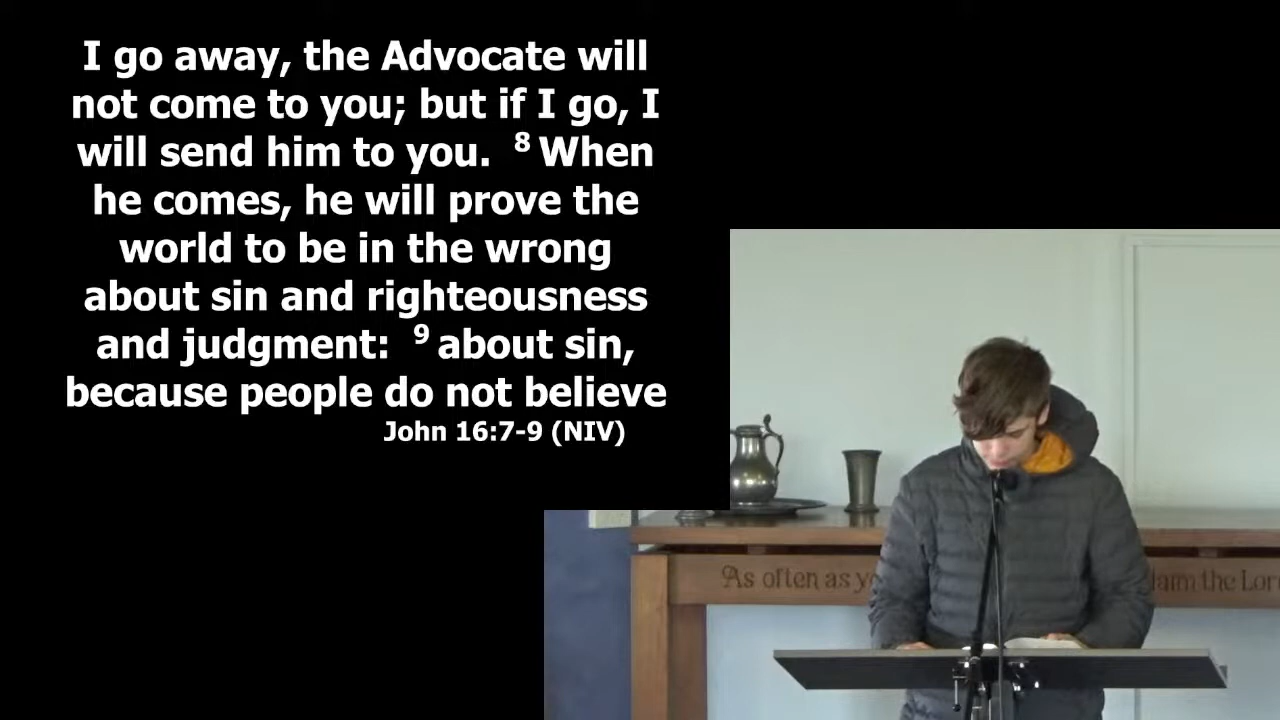 I go away, the Advocate will
not come to you; but if I go, I
will send him to you. 8 When
he comes, he will prove the
world to be in the wrong
about sin and righteousness
and judgment: 9 about sin,
because people do not believe
John 16:7-9 (NIV)
As often as laim the Lor